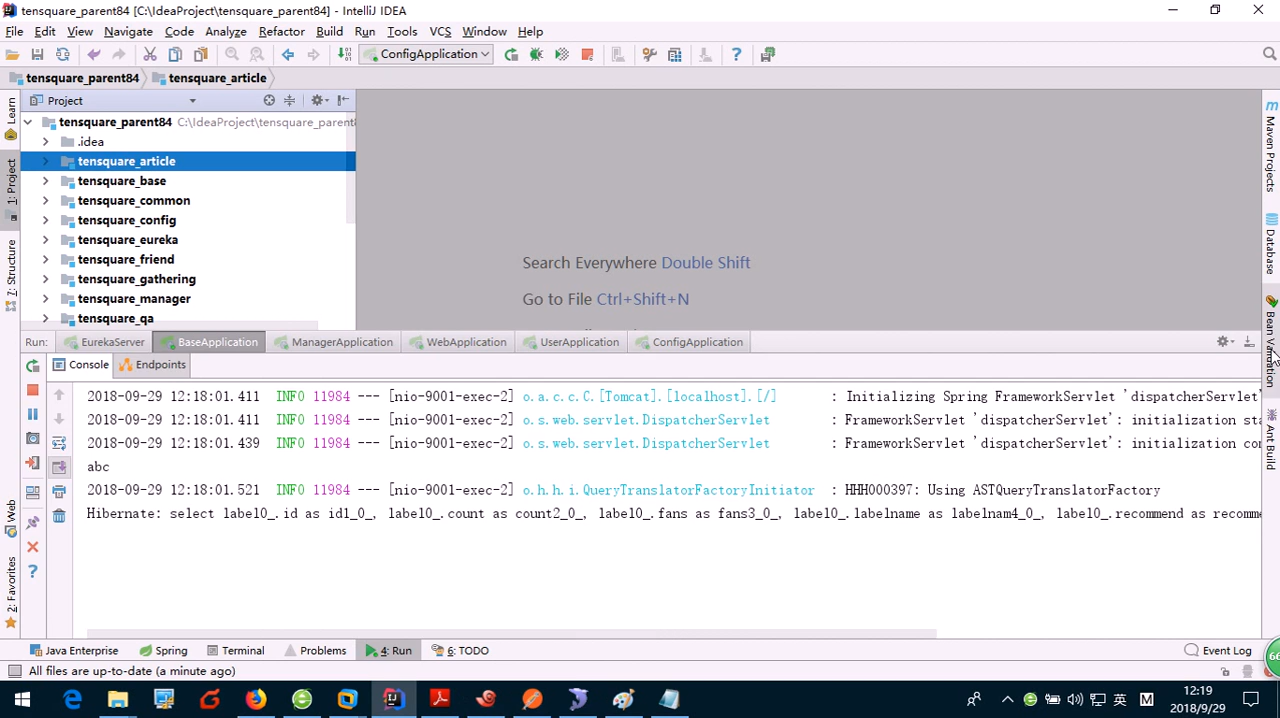 tensquare_parent84 [C:\IdeaProject\tensquare_parent84] - IntelliJ IDEA
File Edit View Navigate Code Analyze Refactor Build Run Tools VCS Window Help
ConfigApplication
tensquare_parent84 tensquare_article
Learn
1: Project
Z: Structure
Web
2: Favorites
Project
tensquare_parent84 C:\IdeaProject\tensquare_parent
.idea
tensquare_article
tensquare_base
tensquare_common
tensquare_config
tensquare_eureka
tensquare_friend
tensquare_gathering
tensquare_manager
tensquare_qa
Search Everywhere Double Shift
Go to File Ctrl+Shift+N
Maven Projects
Database
Bean Validation
Ant Build
Run: EurekaServer BaseApplication ManagerApplication WebApplication UserApplication ConfigApplication
Console Endpoints
2018-09-29 12:18:01.411 INFO 11984 --- [nio-9001-exec-2] o.a.c.c.C.[Tomcat].[localhost].[/] : Initializing Spring FrameworkServlet 'dispatcherServlet'
2018-09-29 12:18:01.411 INFO 11984 --- [nio-9001-exec-2] o.s.web.servlet.DispatcherServlet : FrameworkServlet 'dispatcherServlet': initialization sta
2018-09-29 12:18:01.439 INFO 11984 --- [nio-9001-exec-2] o.s.web.servlet.DispatcherServlet : FrameworkServlet 'dispatcherServlet': initialization con
abc
2018-09-29 12:18:01.521 INFO 11984 --- [nio-9001-exec-2] o.h.h.i.QueryTranslatorFactoryInitiator : HHH000397: Using ASTQueryTranslatorFactory
Hibernate: select label0_.id as id1_0_, label0_.count as count2_0_, label0_.fans as fans3_0_, label0_.labelname as labelnam4_0_, label0_.recommend as recomme
Java Enterprise Spring Terminal Problems 4: Run 6: TODO Event Log
All files are up-to-date (a minute ago)
66
英 M
12:19
2018/9/29